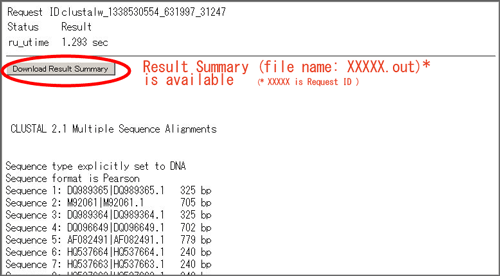 Request ID clustalw_1338530554_631997_31247
Status Result
ru_utime 1.293 sec
Download Result Summary
Result Summary (file name: XXXXX.out)*
is available (* XXXXX is Request ID )
CLUSTAL 2.1 Multiple Sequence Alignments
Sequence type explicitly set to DNA
Sequence format is Pearson
Sequence 1: DQ989365|DQ989365.1 325 bp
Sequence 2: M92061|M92061.1 705 bp
Sequence 3: DQ989364|DQ989364.1 325 bp
Sequence 4: DQ096649|DQ096649.1 702 bp
Sequence 5: AF082491|AF082491.1 779 bp
Sequence 6: HQ537664|HQ537664.1 240 bp
Sequence 7: HQ537663|HQ537663.1 240 bp